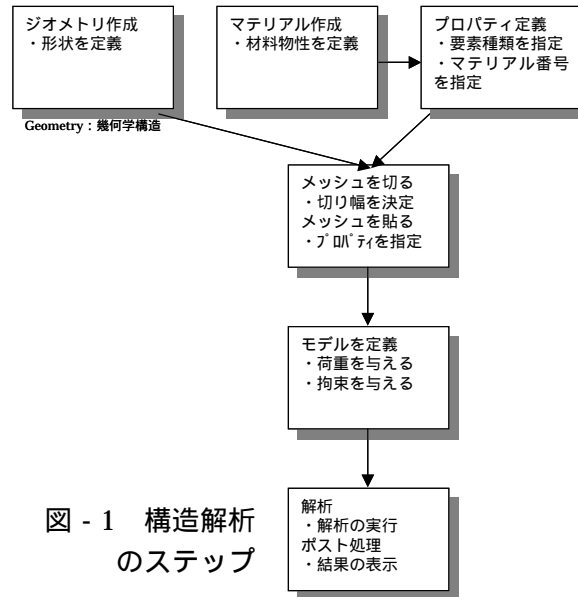 ジオメトリ作成
・形状を定義
Geometry:幾何学構造
マテリアル作成
・材料物性を定義
プロパティ定義
・要素種類を指定
・マテリアル番号
を指定
メッシュを切る
・切り幅を決定
メッシュを貼る
・ﾌﾟﾛﾊﾟﾃｨを指定
モデルを定義
・荷重を与える
・拘束を与える
解析
・解析の実行
ポスト処理
・結果の表示
図 - 1 構造解析
のステップ